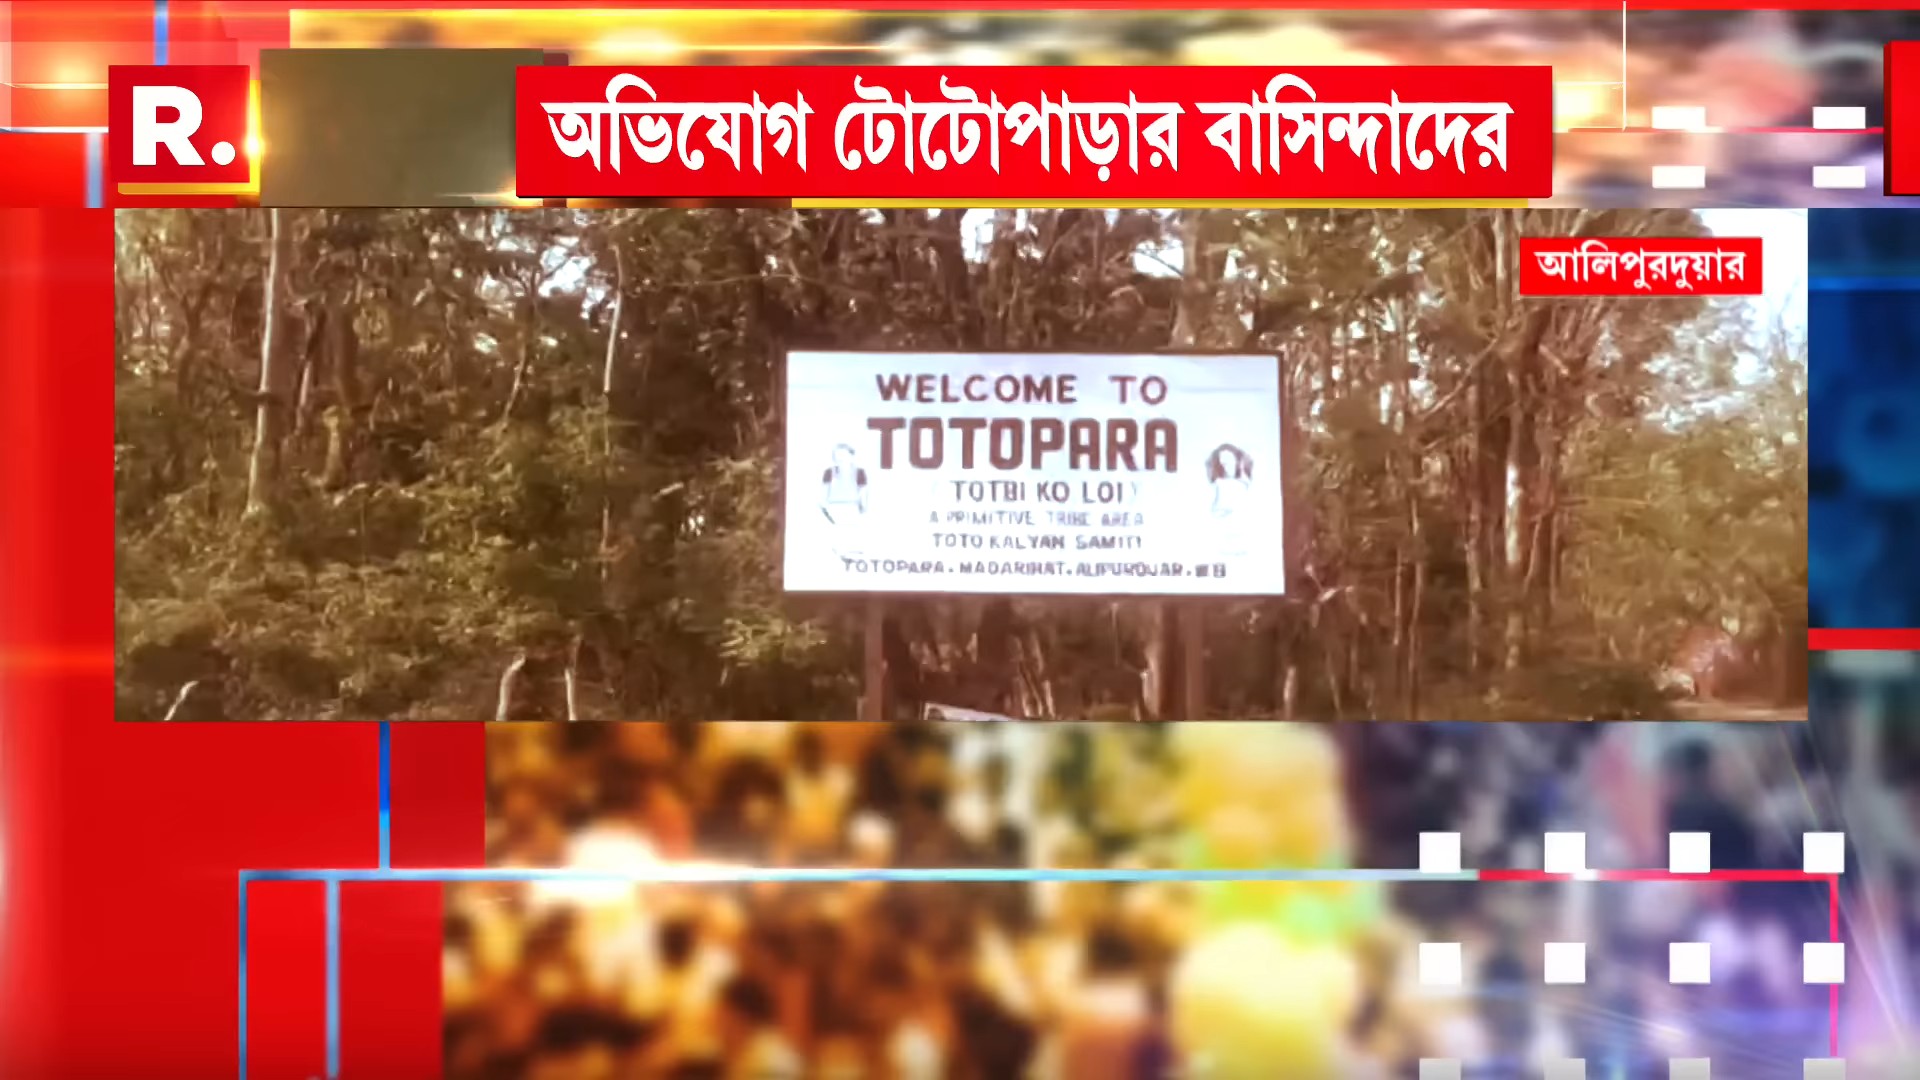 R.
অভিযোগ টোটোপাড়ার বাসিন্দাদের
আলিপুরদুয়ার
WELCOME TO
TOTOPARA
(TOTBI KO LOI)
A PRIMITIVE TRIBE AREA
TOTO KALYAN SAMITI
TOTOPARA. MADARIHAT. ALIPURDUAR. WB